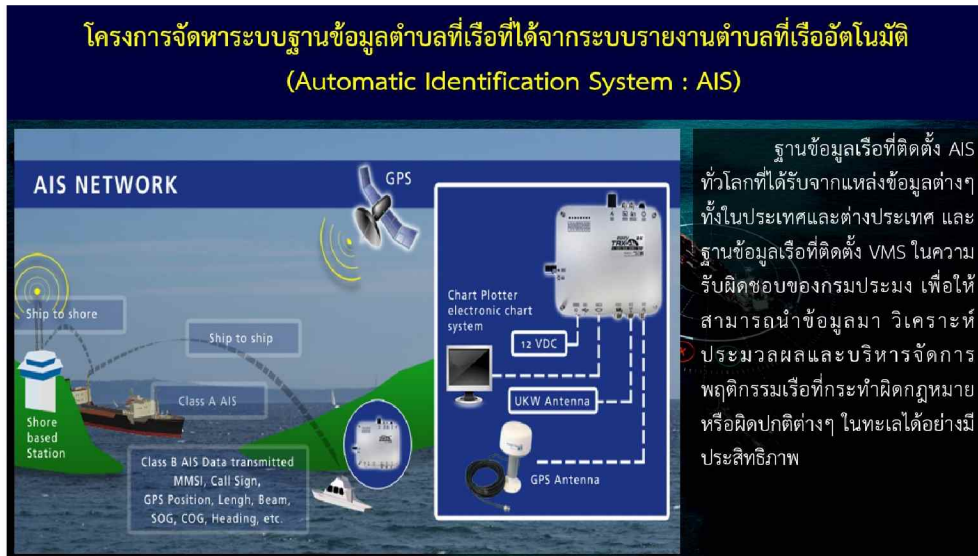 โครงการจัดหาระบบฐานข้อมูลตำบลที่เรือที่ได้จากระบบรายงานตำบลที่เรืออัตโนมัติ
(Automatic Identification System : AIS)
AIS NETWORK
GPS
Ship to shore
Ship to ship
Class A AIS
Shore
based
Station
Class B AIS Data transmitted
MMSI, Call Sign,
GPS Position, Lengh, Beam,
SOG, COG, Heading, etc.
Chart Plotter
electronic chart
system
12 VDC
UKW Antenna
GPS Antenna
ฐานข้อมูลเรือที่ติดตั้ง AIS
ทั่วโลกที่ได้รับจากแหล่งข้อมูลต่างๆ
ทั้งในประเทศและต่างประเทศ และ
ฐานข้อมูลเรือที่ติดตั้ง VMS ในความ
รับผิดชอบของกรมประมง เพื่อให้
สามารถนำข้อมูลมา วิเคราะห์
ประมวลผลและบริหารจัดการ
พฤติกรรมเรือที่กระทำผิดกฎหมาย
หรือผิดปกติต่างๆ ในทะเลได้อย่างมี
ประสิทธิภาพ